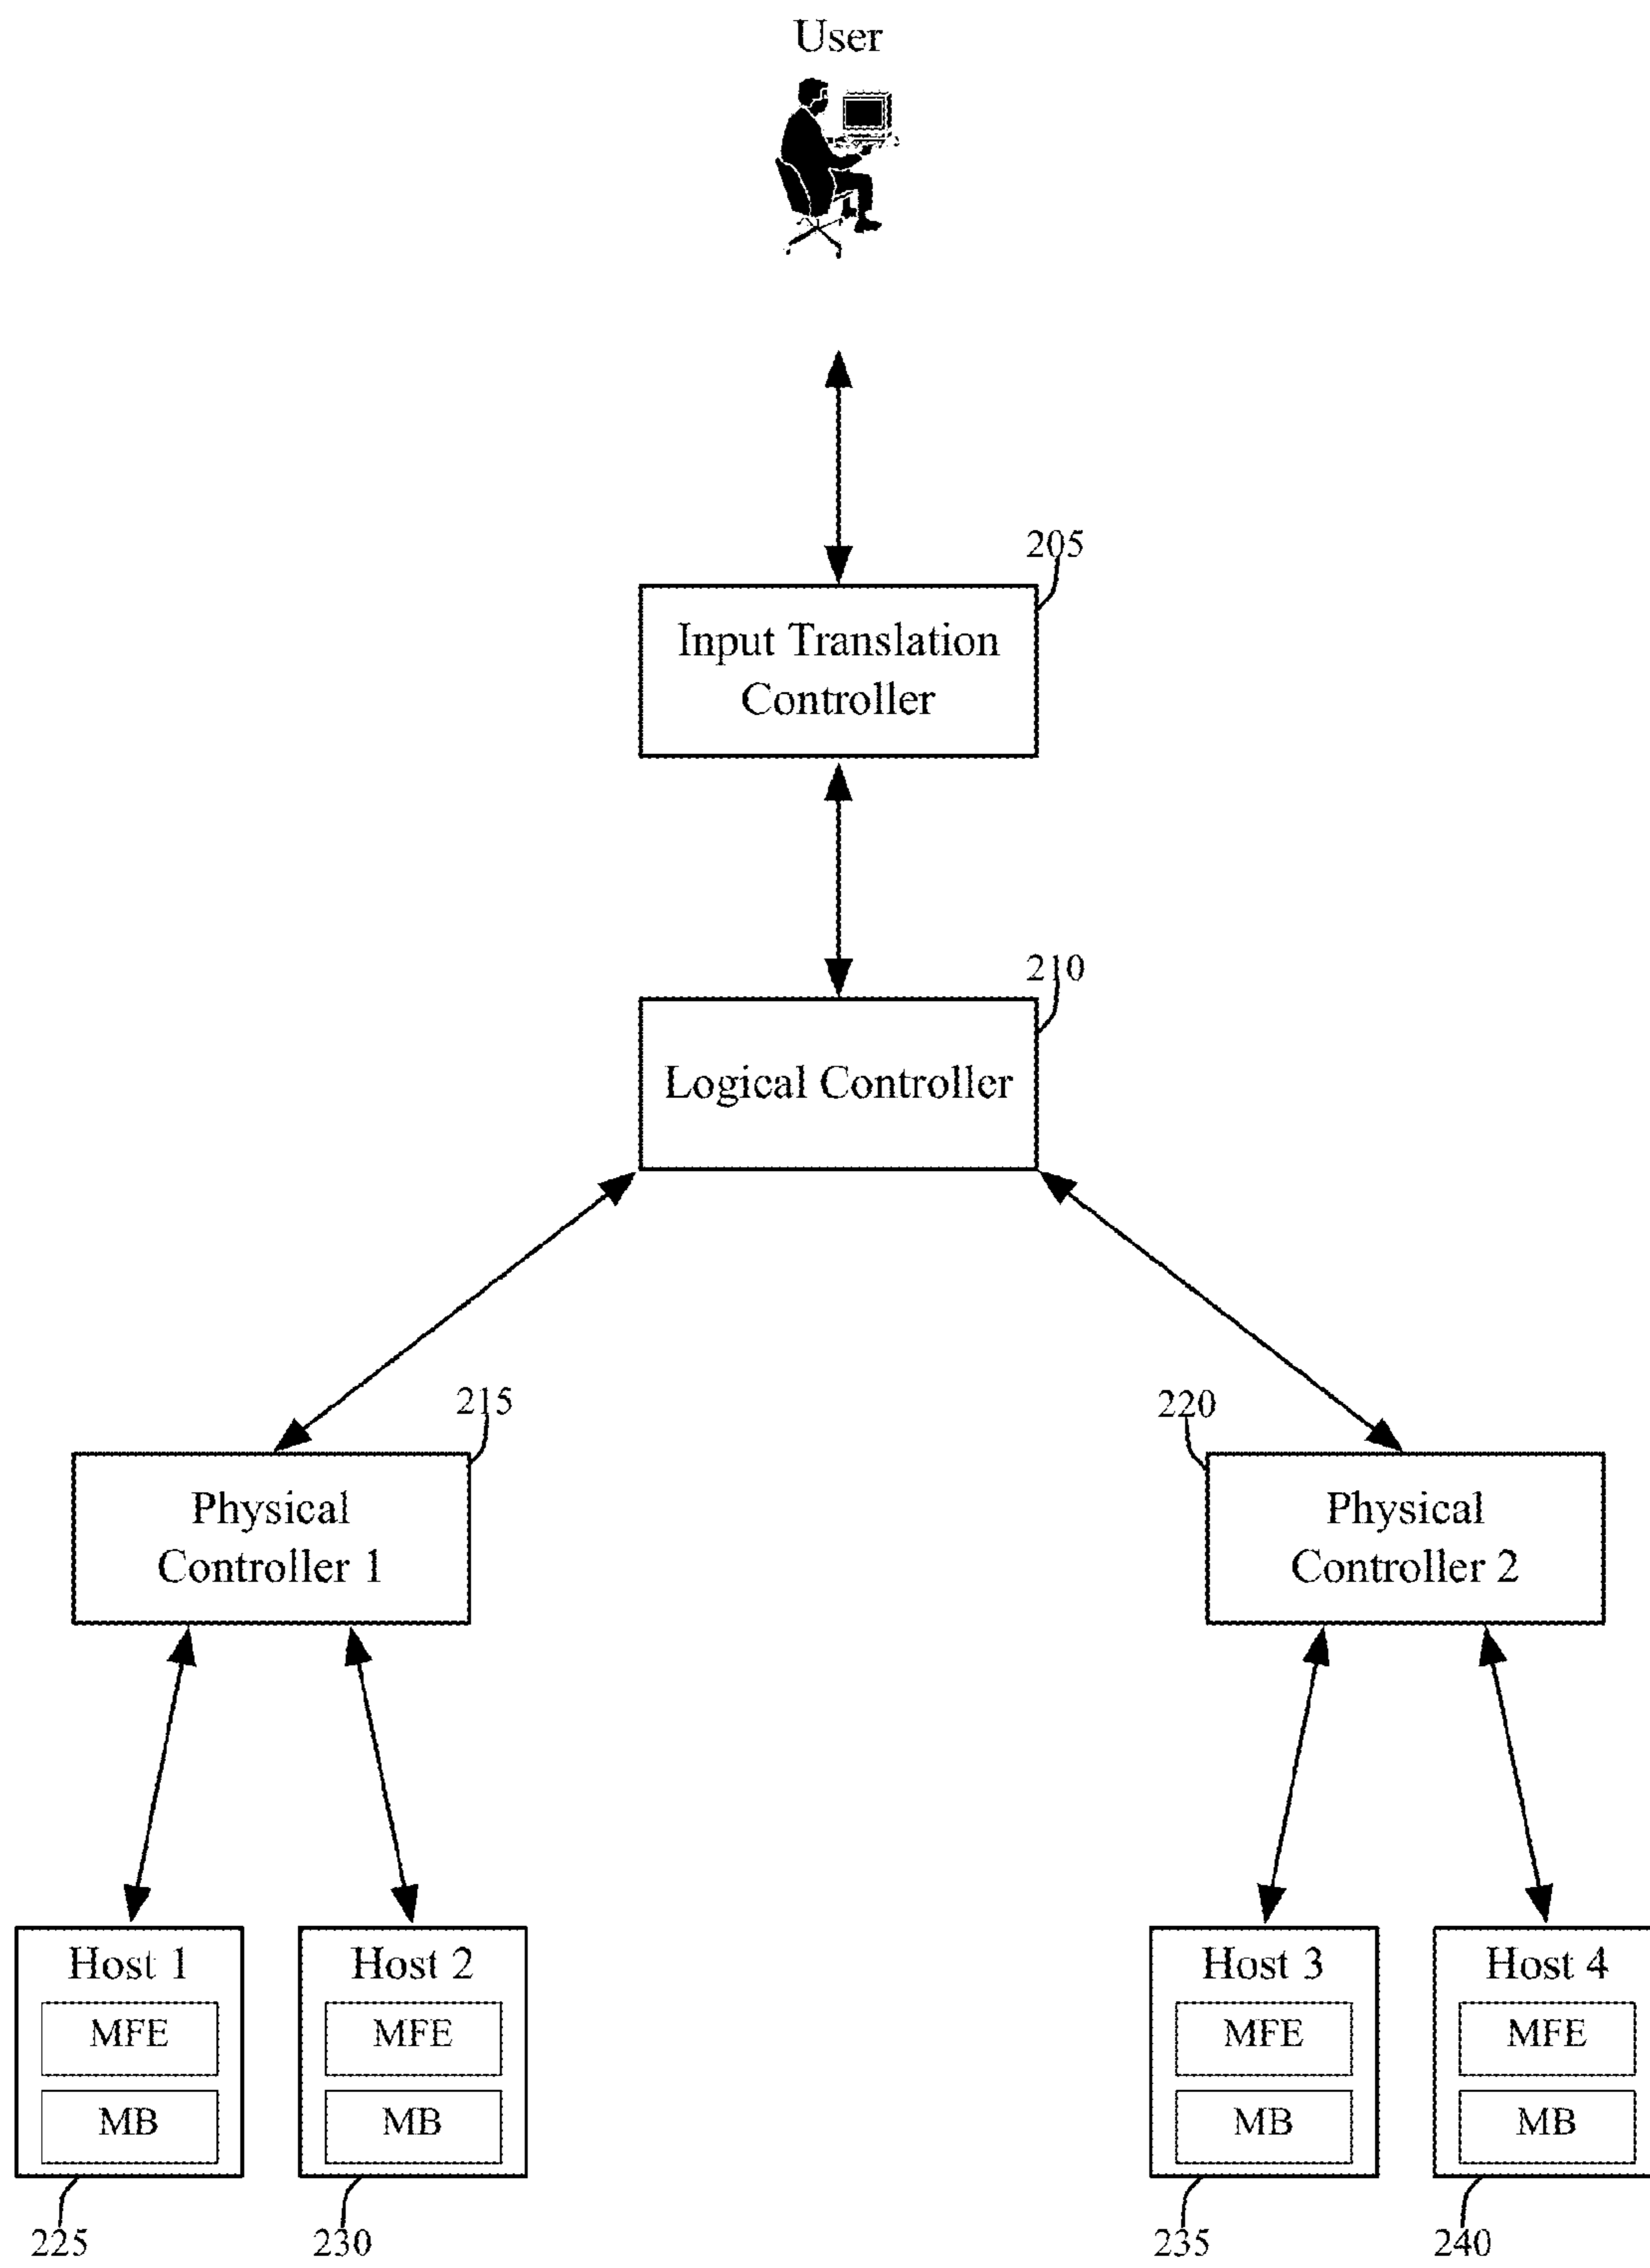 User
205
Input Translation
Controller
210
Logical Controller
215
220
Physical
Controller 1
Physical
Controller 2
Host 1
MFE
MB
Host 2
MFE
MB
Host 3
MFE
MB
Host 4
MFE
MB
225
230
235
240